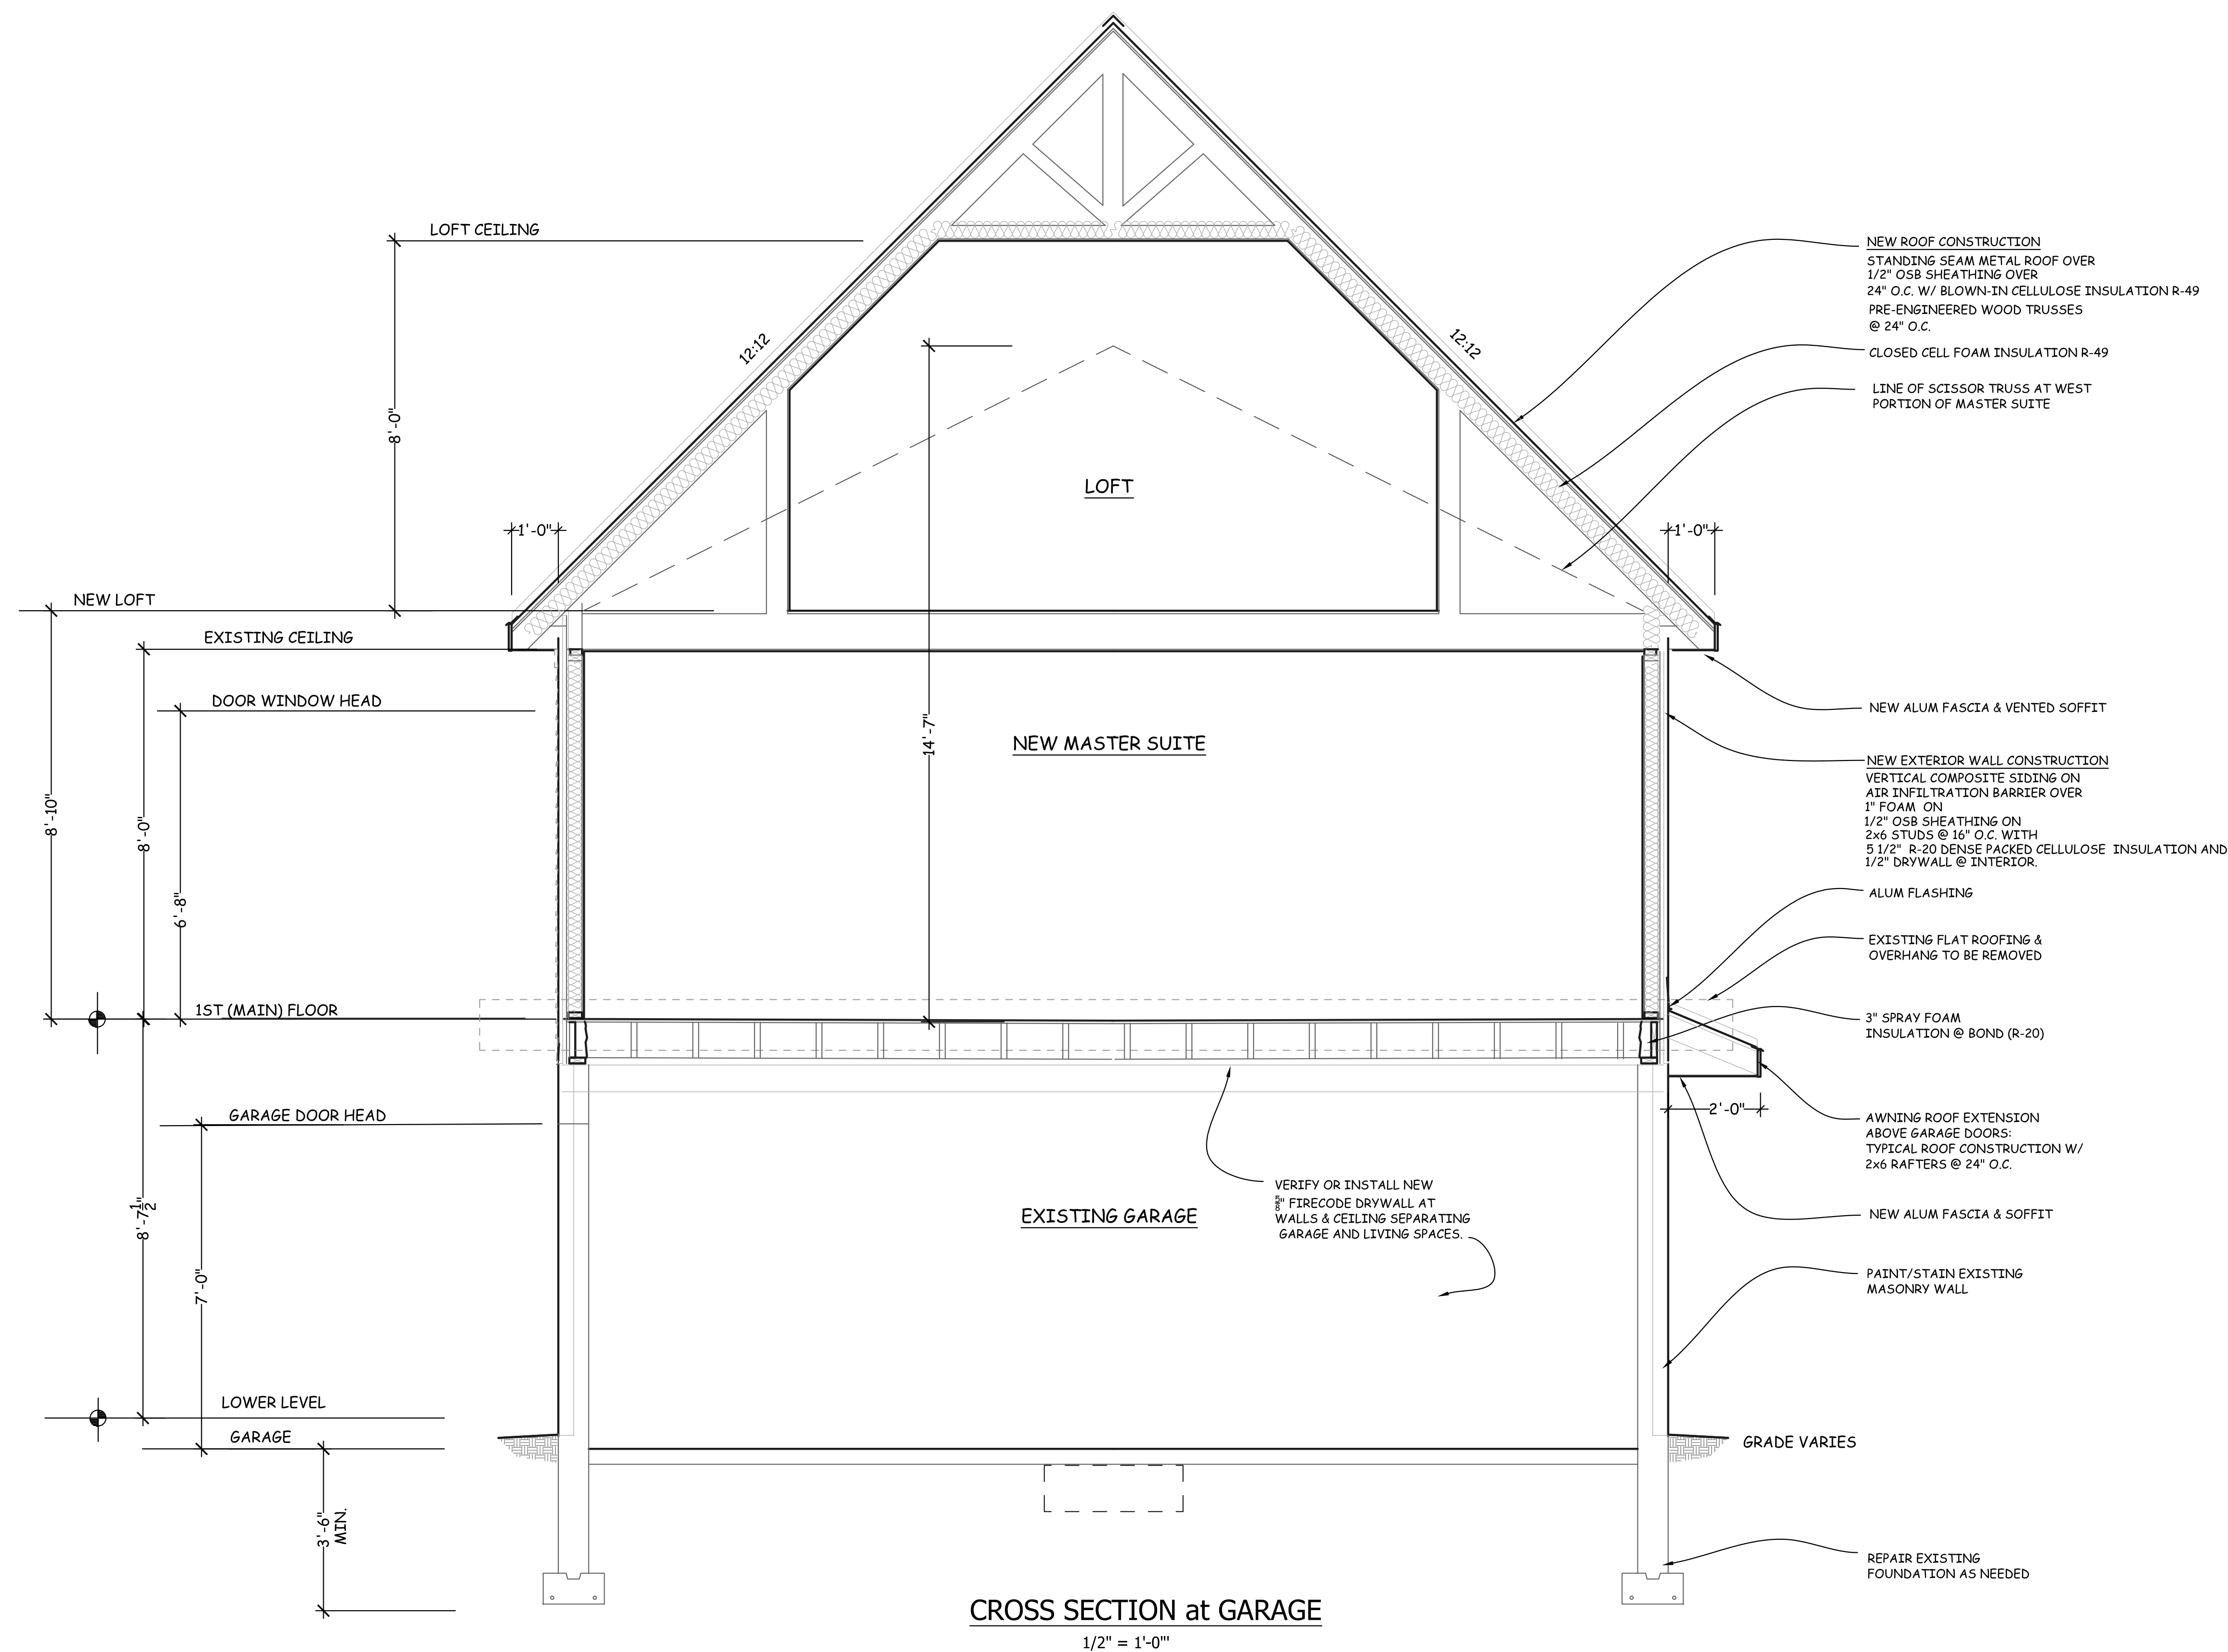 LOFT CEILING
NEW ROOF CONSTRUCTION
STANDING SEAM METAL ROOF OVER
1/2" OSB SHEATHING OVER
24" O.C. W/ BLOWN-IN CELLULOSE INSULATION R-49
PRE-ENGINEERED WOOD TRUSSES
@ 24" O.C.
12:12
12:12
CLOSED CELL FOAM INSULATION R-49
LINE OF SCISSOR TRUSS AT WEST
PORTION OF MASTER SUITE
8'-0"
LOFT
1'-0"
1'-0"
NEW LOFT
EXISTING CEILING
DOOR WINDOW HEAD
NEW ALUM FASCIA & VENTED SOFFIT
14'-7"
NEW MASTER SUITE
NEW EXTERIOR WALL CONSTRUCTION
VERTICAL COMPOSITE SIDING ON
AIR INFILTRATION BARRIER OVER
1" FOAM ON
1/2" OSB SHEATHING ON
2x6 STUDS @ 16" O.C. WITH
5 1/2" R-20 DENSE PACKED CELLULOSE INSULATION AND
1/2" DRYWALL @ INTERIOR.
8'-10"
8'-0"
6'-8"
ALUM FLASHING
EXISTING FLAT ROOFING &
OVERHANG TO BE REMOVED
1ST (MAIN) FLOOR
3" SPRAY FOAM
INSULATION @ BOND (R-20)
GARAGE DOOR HEAD
2'-0"
AWNING ROOF EXTENSION
ABOVE GARAGE DOORS:
TYPICAL ROOF CONSTRUCTION W/
2x6 RAFTERS @ 24" O.C.
VERIFY OR INSTALL NEW
5/8" FIRECODE DRYWALL AT
WALLS & CEILING SEPARATING
GARAGE AND LIVING SPACES.
8'-7 1/2"
EXISTING GARAGE
NEW ALUM FASCIA & SOFFIT
7'-0"
PAINT/STAIN EXISTING
MASONRY WALL
LOWER LEVEL
GARAGE
GRADE VARIES
3'-6"
MIN.
REPAIR EXISTING
FOUNDATION AS NEEDED
CROSS SECTION at GARAGE
1/2" = 1'-0'"